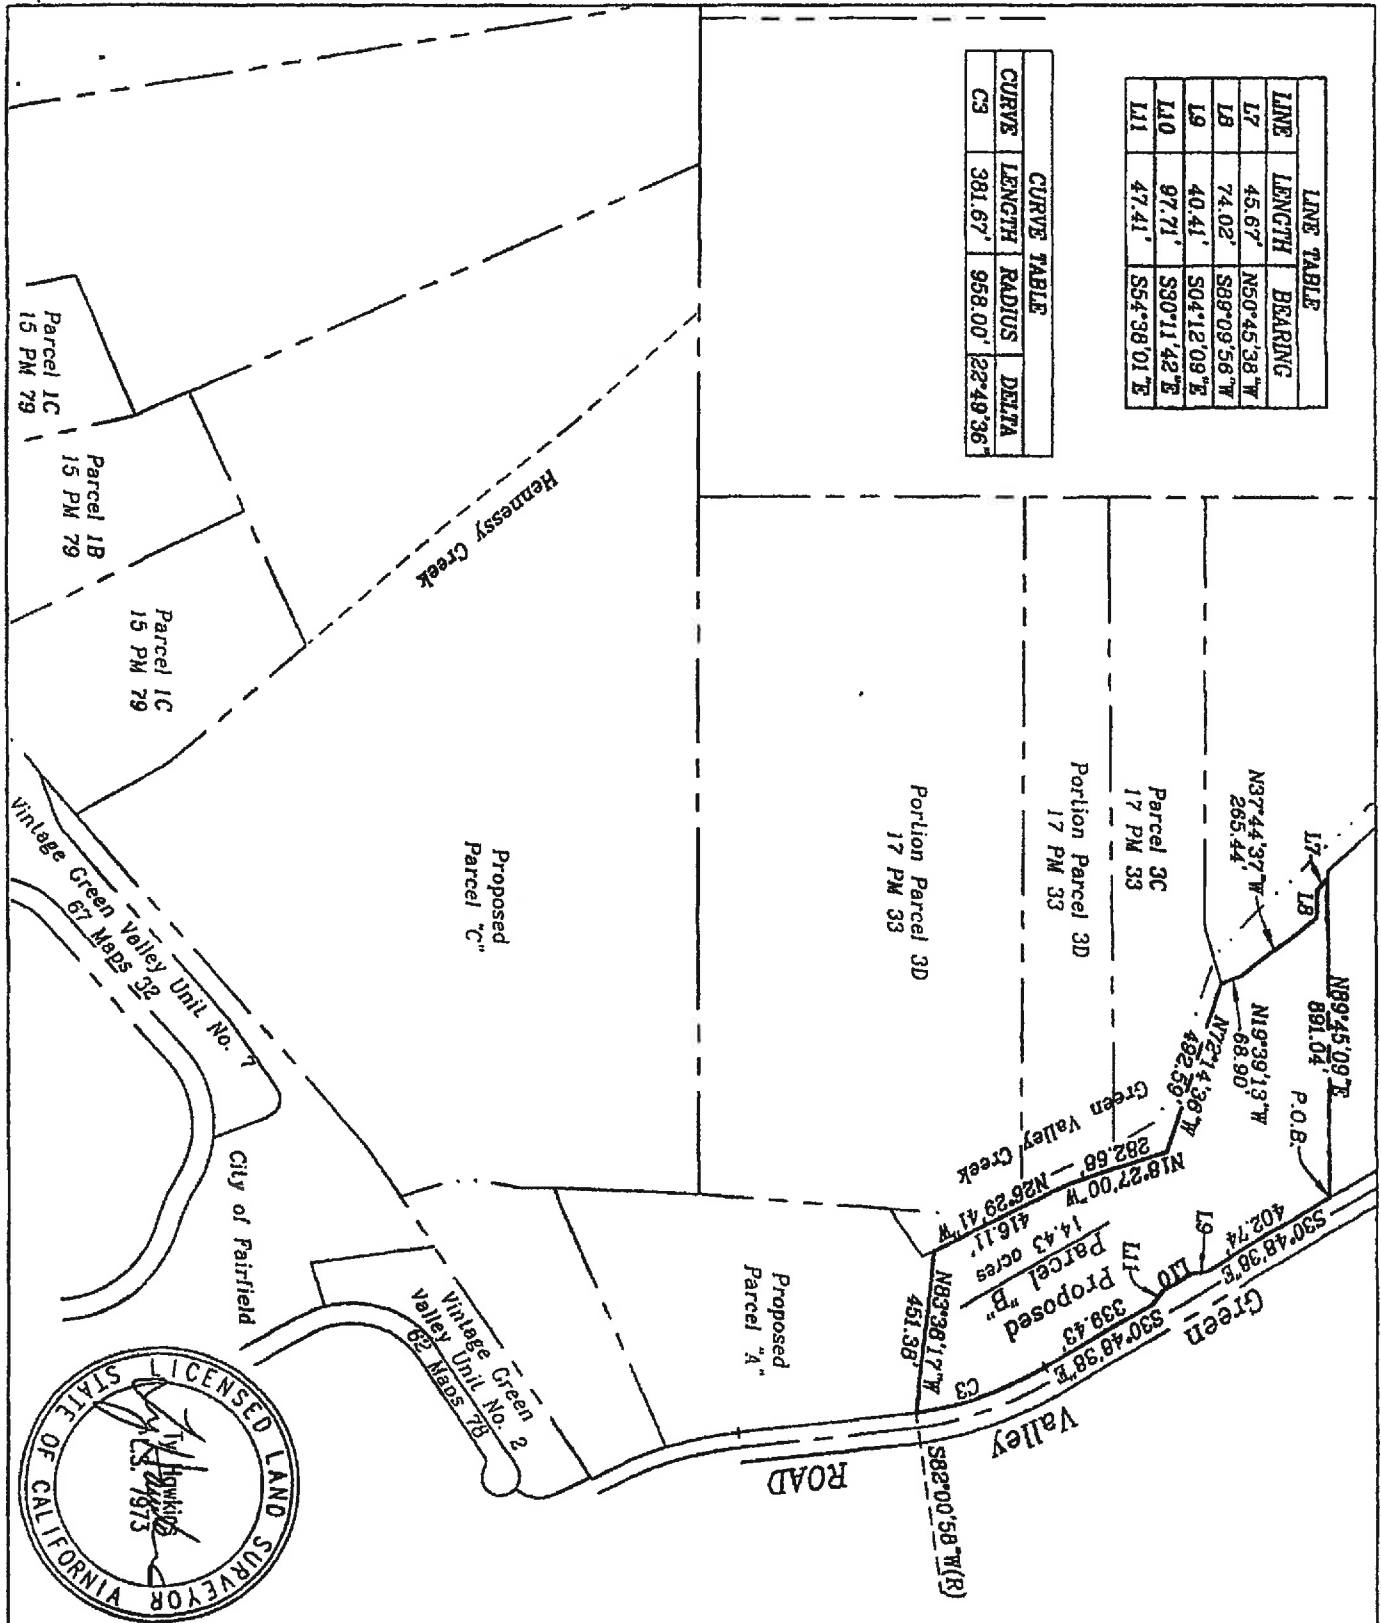 LINE TABLE
LINE LENGTH BEARING
L7 45.67' N50°45'38"W
L8 74.02' S89°09'56"W
L9 40.41' S04°12'09"E
L10 97.71' S30°11'42"E
L11 47.41' S54°38'01"E
CURVE TABLE
CURVE LENGTH RADIUS DELTA
C3 381.67' 958.00' 22°49'36"
N89°45'09"E
891.04'
P.O.B.
L7
L8
N37°44'37"W
265.44'
N19°39'13"W
68.90'
N72°14'36"W
492.59'
N18°27'00"W
282.68'
N26°29'41"W
416.11'
Green Valley Creek
S30°48'38"E
402.74'
L9
L10
L11
S30°48'38"E
339.43'
C3
Proposed
Parcel "B"
14.43 acres
N83°38'17"W
451.38'
S82°00'58"W(R)
Green
Valley
ROAD
Parcel 3C
17 PM 33
Portion Parcel 3D
17 PM 33
Portion Parcel 3D
17 PM 33
Proposed
Parcel "A"
Proposed
Parcel "C"
Hennessy Creek
Parcel 1C
15 PM 79
Parcel 1B
15 PM 79
Parcel 1C
15 PM 79
Vintage Green Valley Unit No. 7
67 Maps 32
City of Fairfield
Vintage Green
Valley Unit No. 2
62 Maps 78
LICENSED LAND SURVEYOR
Ty Hawkins
L.S. 7973
STATE OF CALIFORNIA